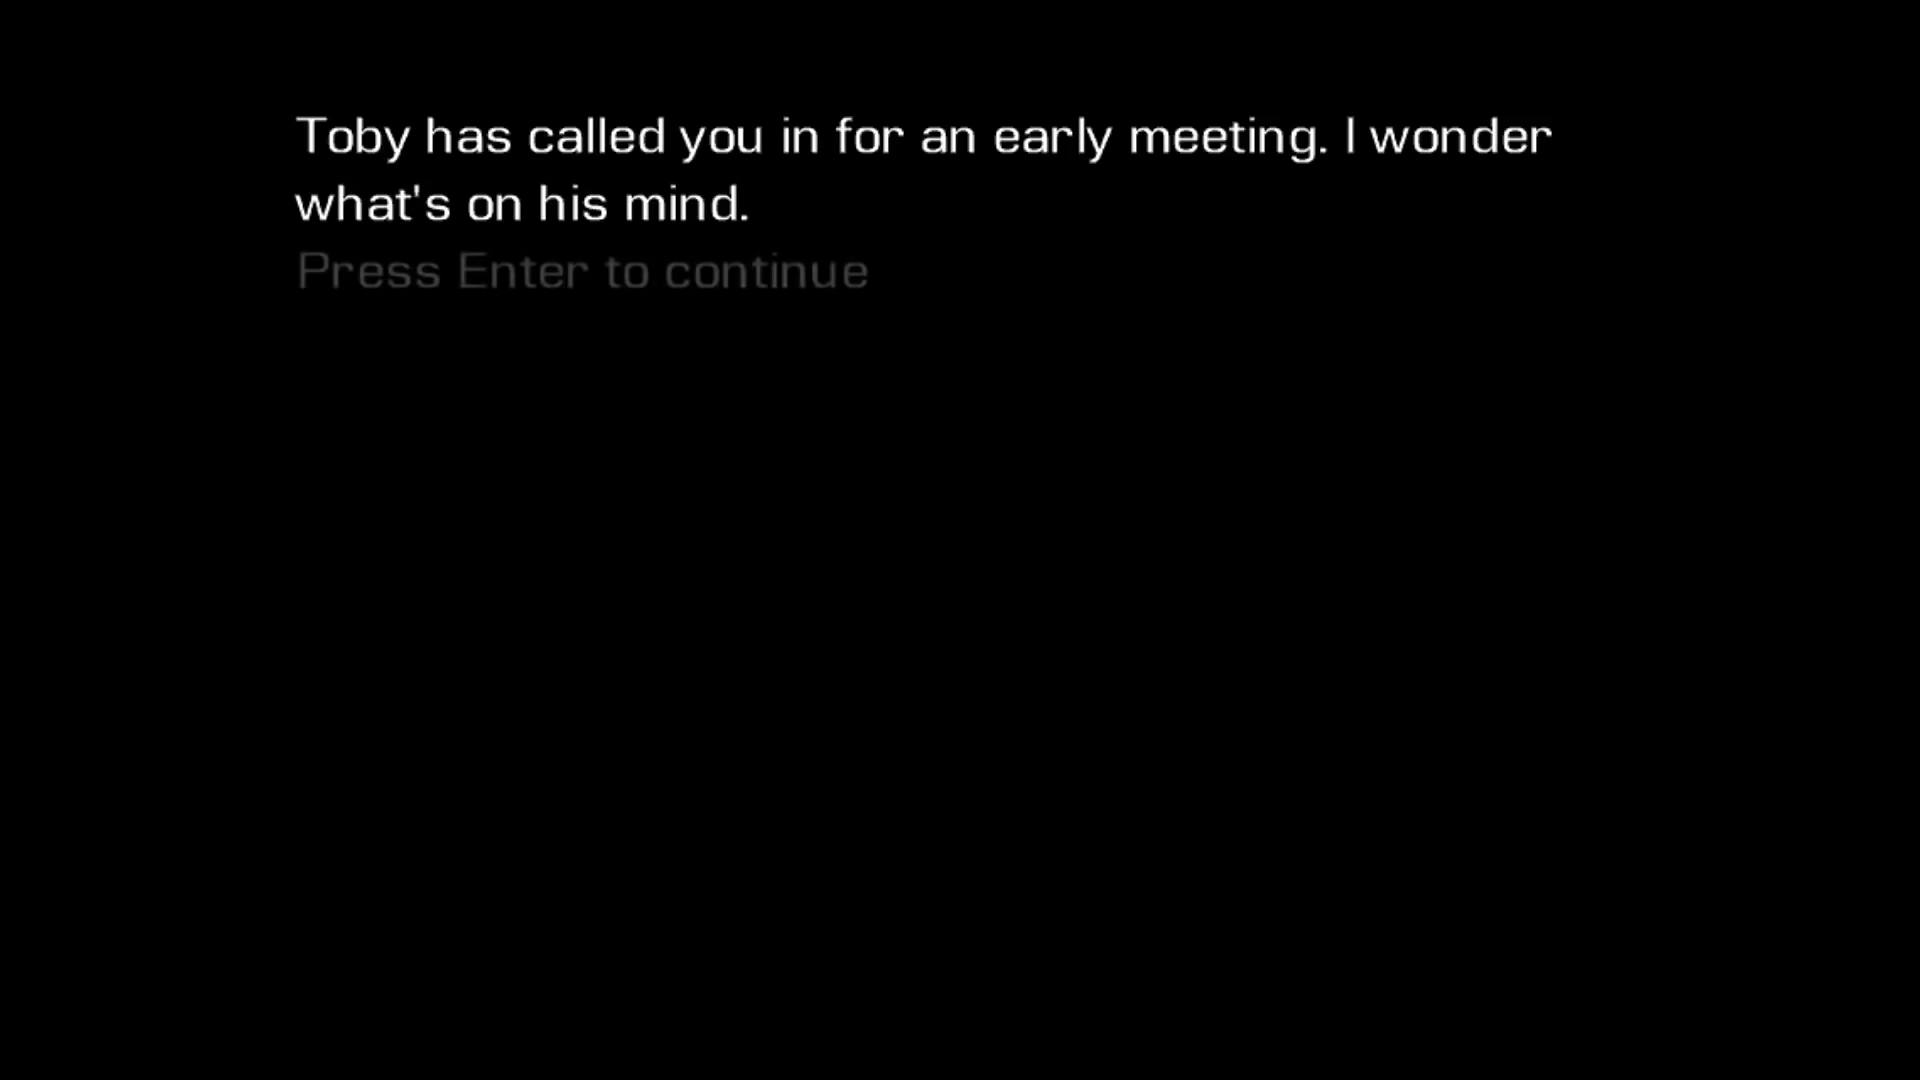 Toby has called you in for an early meeting. I wonder
what's on his mind.
Press Enter to continue